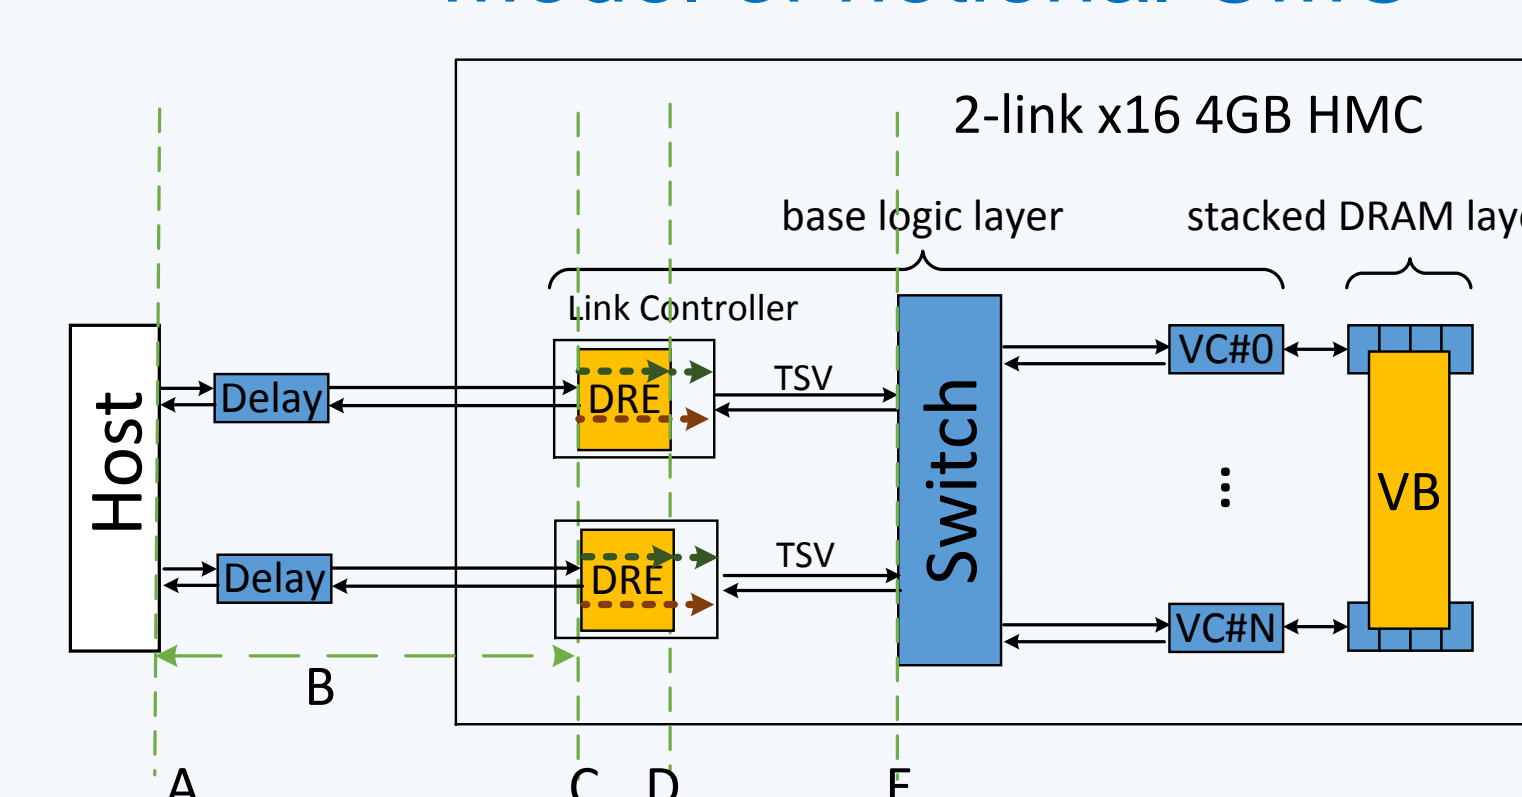 2-link x16 4GB HMC
base logic layer
stacked DRAM
Link Controller
Host
Delay
DRE
TSV
Switch
VC#0
VB
Delay
DRE
TSV
VC#N
B
A
C
D